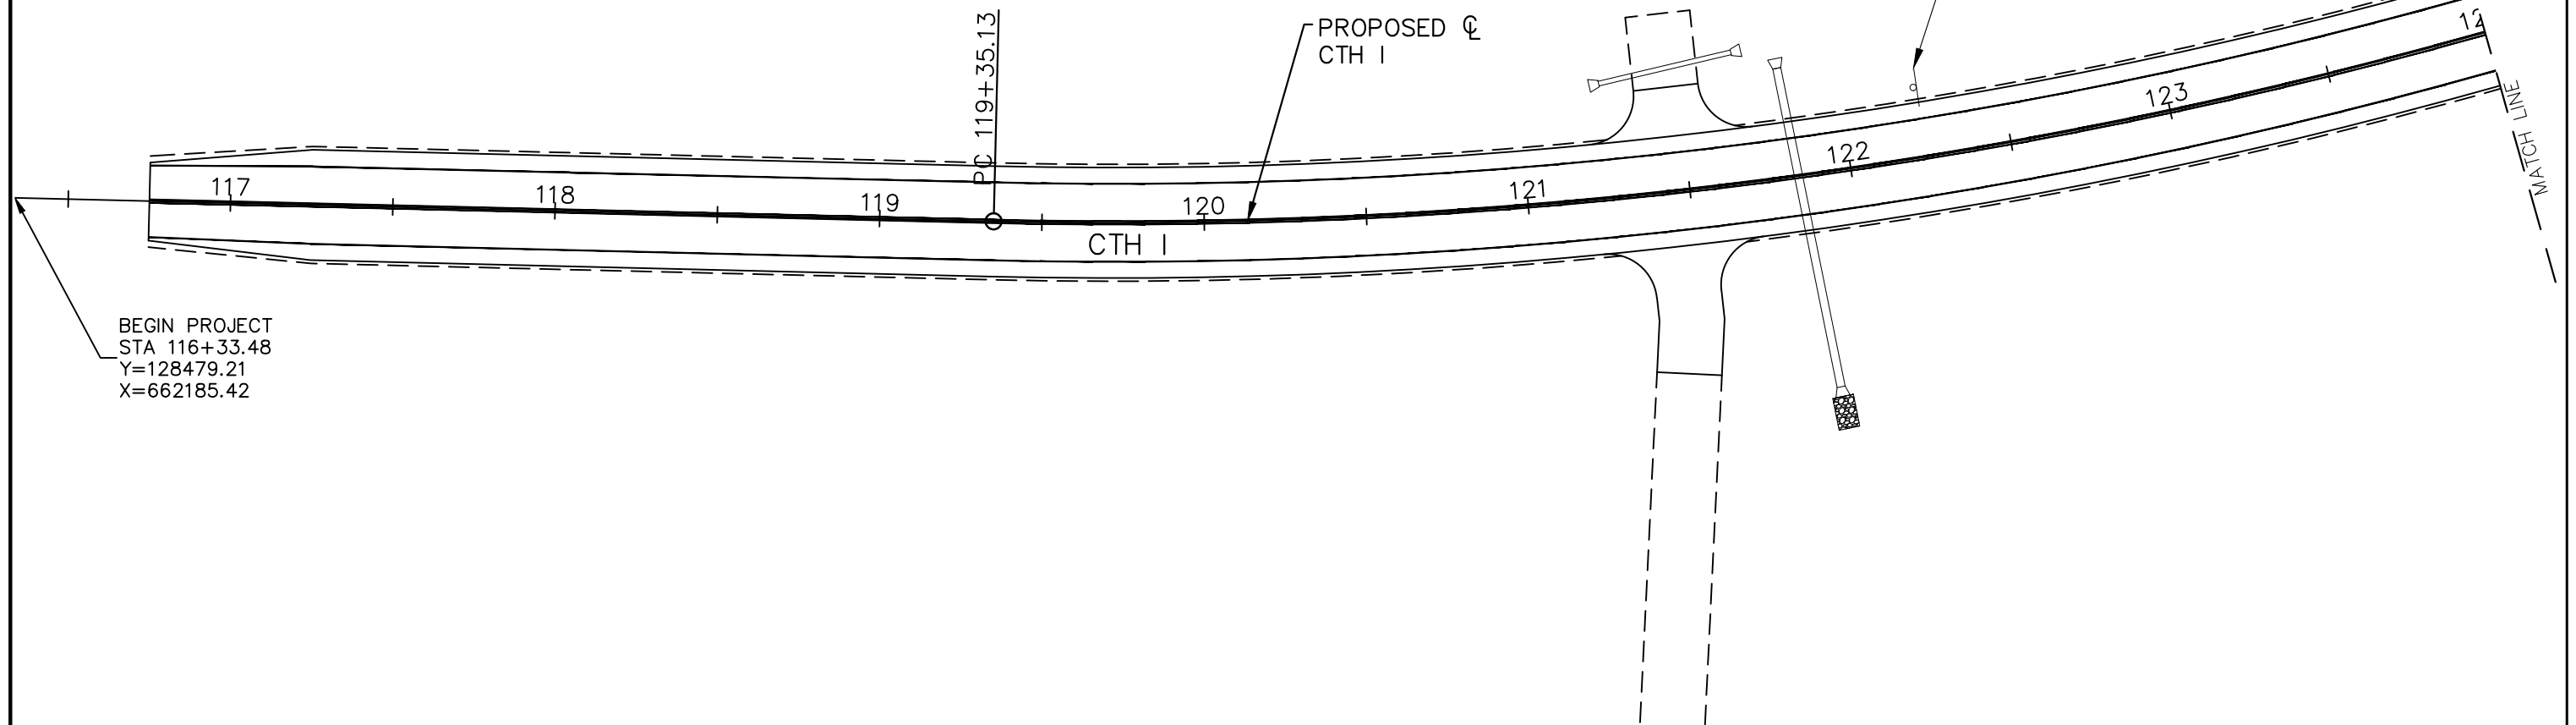 PC 119+35.13
PROPOSED ℄
CTH I
117
118
119
120
121
122
123
CTH I
MATCH LINE
BEGIN PROJECT
STA 116+33.48
Y=128479.21
X=662185.42